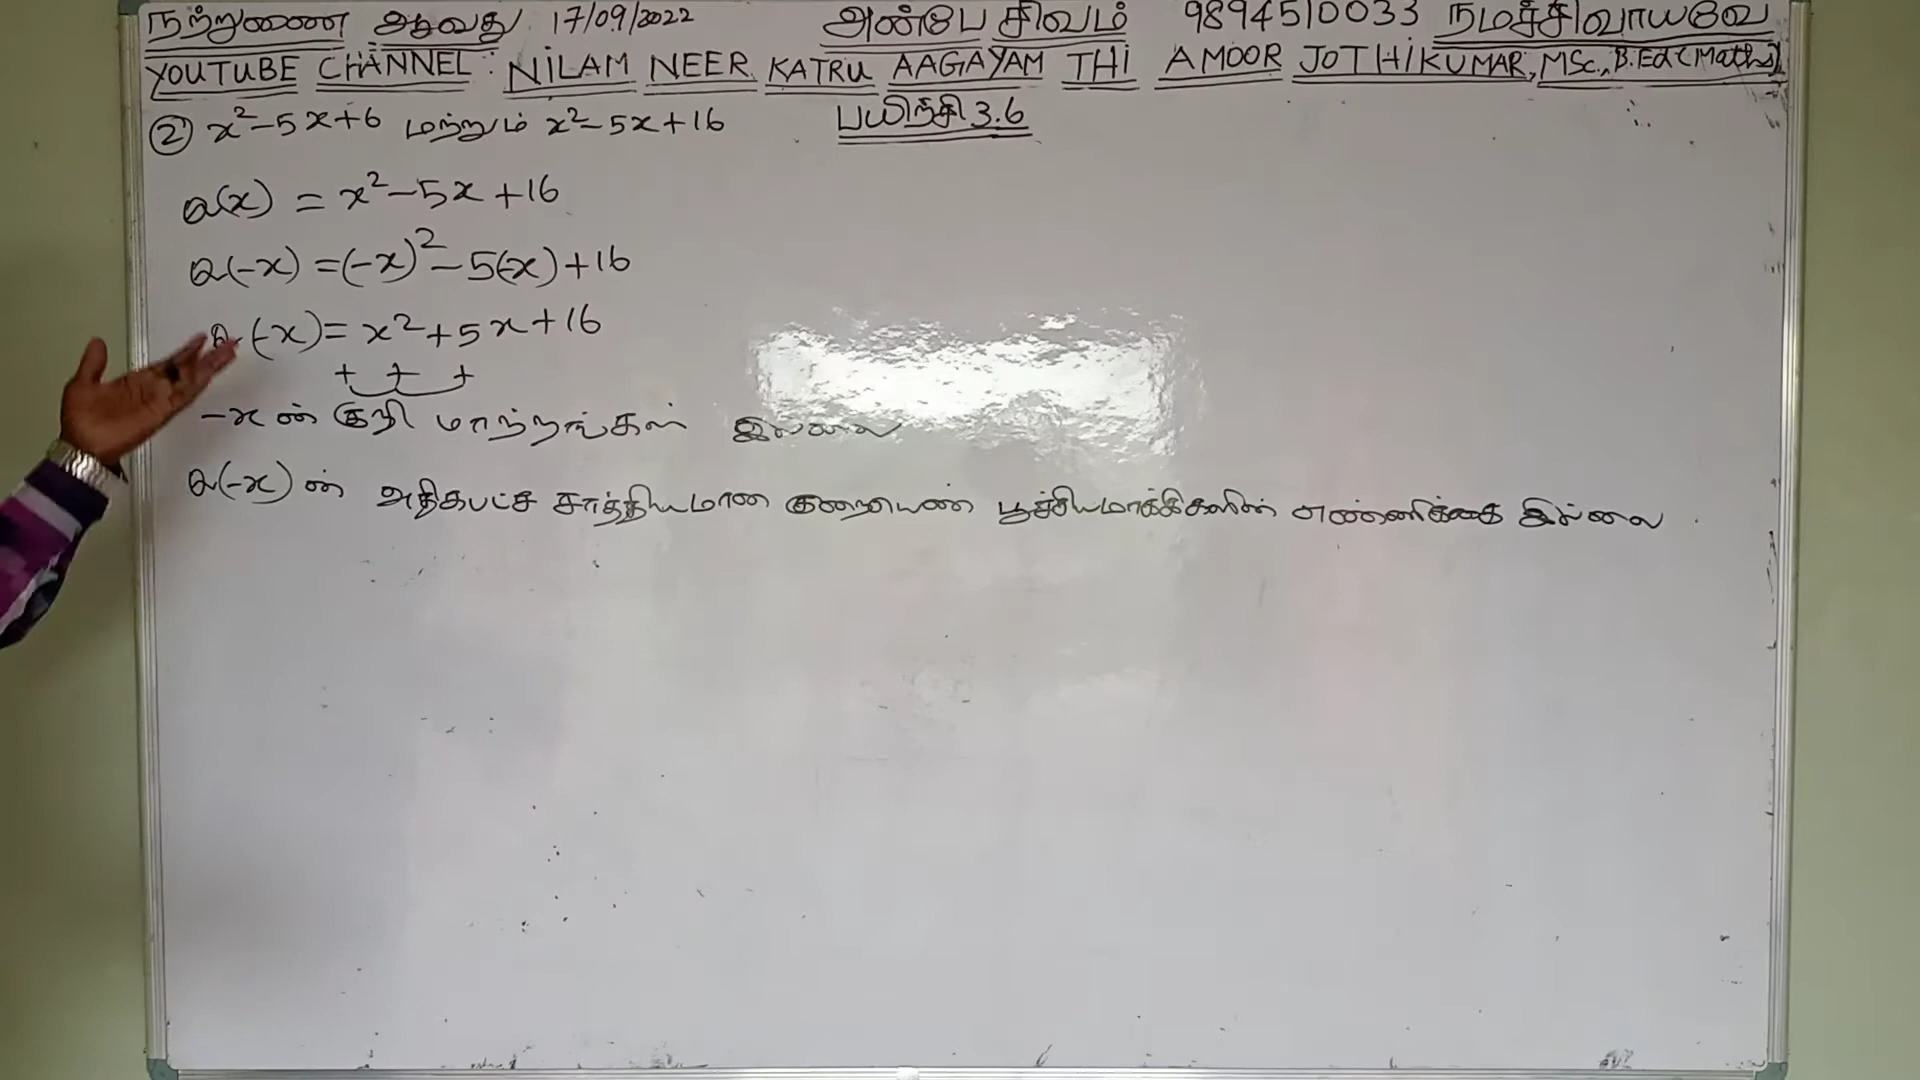 நற்றுணை ஆவது 17/09/2022 அன்பே சிவம் 9894510033 நமச்சிவாயவே
YOUTUBE CHANNEL: NILAM NEER KATRU AAGAYAM THI AMOOR JOTHIKUMAR, MSc., B.Ed (Maths)
② x²-5x+6 மற்றும் x²-5x+16 பயிற்சி 3.6
Q(x) = x²-5x+16
Q(-x) = (-x)²-5(-x)+16
Q(-x) = x²+5x+16
+ + +
-x ன் குறி மாற்றங்கள் இல்லை
Q(-x) ன் அதிகபட்ச சாத்தியமான குறையெண் பூச்சியமாக்கிகளின் எண்ணிக்கை இல்லை